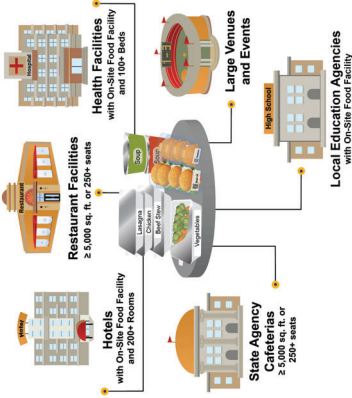 Hotel
Hotels
with On-Site Food Facility
and 200+ Rooms
Restaurant
Restaurant Facilities
≥ 5,000 sq. ft. or 250+ seats
Hospital
Health Facilities
with On-Site Food Facility
and 100+ Beds
Lasagna
Chicken
Beef Stew
Vegetables
Soup
Soup
State Agency
Cafeterias
≥ 5,000 sq. ft. or
250+ seats
High School
Local Education Agencies
with On-Site Food Facility
Large Venues
and Events